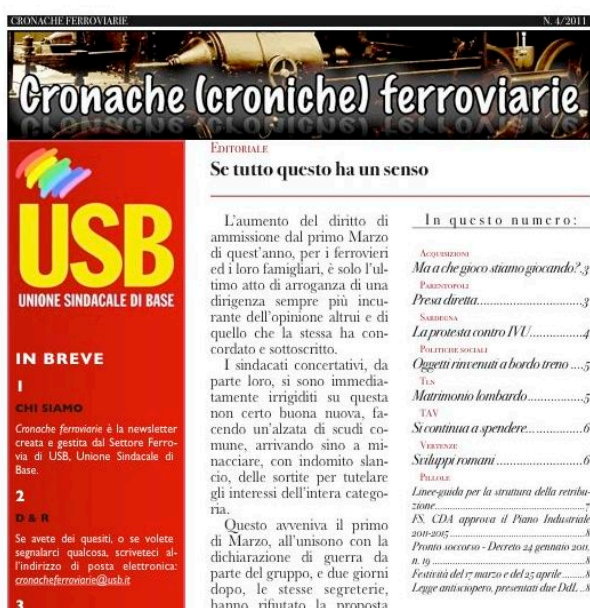 CRONACHE FERROVIARIE
N. 4/2011
Cronache (croniche) ferroviarie
USB
UNIONE SINDACALE DI BASE
IN BREVE
1
CHI SIAMO
Cronache ferroviarie è la newsletter
creata e gestita dal Settore Ferro-
via di USB, Unione Sindacale di
Base.
2
D & R
Se avete dei quesiti, o se volete
segnalarci qualcosa, scriveteci al-
l'indirizzo di posta elettronica:
cronacheferroviarie@usb.it
3
EDITORIALE
Se tutto questo ha un senso
L'aumento del diritto di
ammissione dal primo Marzo
di quest'anno, per i ferrovieri
ed i loro famigliari, è solo l'ul-
timo atto di arroganza di una
dirigenza sempre più incu-
rante dell'opinione altrui e di
quello che la stessa ha con-
cordato e sottoscritto.
I sindacati concertativi, da
parte loro, si sono immedia-
tamente irrigiditi su questa
non certo buona nuova, fa-
cendo un'alzata di scudi co-
mune, arrivando sino a mi-
nacciare, con indomito slan-
cio, delle sortite per tutelare
gli interessi dell'intera catego-
ria.
Questo avveniva il primo
di Marzo, all'unisono con la
dichiarazione di guerra da
parte del gruppo, e due giorni
dopo, le stesse segreterie,
hanno rifiutato la proposta
In questo numero:
ACQUISIZIONI
Ma a che gioco stiamo giocando?.3
PARENTOPOLI
Presa diretta.......................3
SARDEGNA
La protesta contro IVU..............4
POLITICHE SOCIALI
Oggetti rinvenuti a bordo treno ....5
TLN
Matrimonio lombardo.................5
TAV
Si continua a spendere..............6
VERTENZE
Sviluppi romani ....................6
PILLOLE
Linee-guida per la struttura della retribu-
zione...............................7
FS, CDA approva il Piano Industriale
2011-2015...........................8
Pronto soccorso - Decreto 24 gennaio 2011,
n. 19 ..............................8
Festività del 17 marzo e del 25 aprile ........8
Legge antisciopero, presentati due DdL ..8